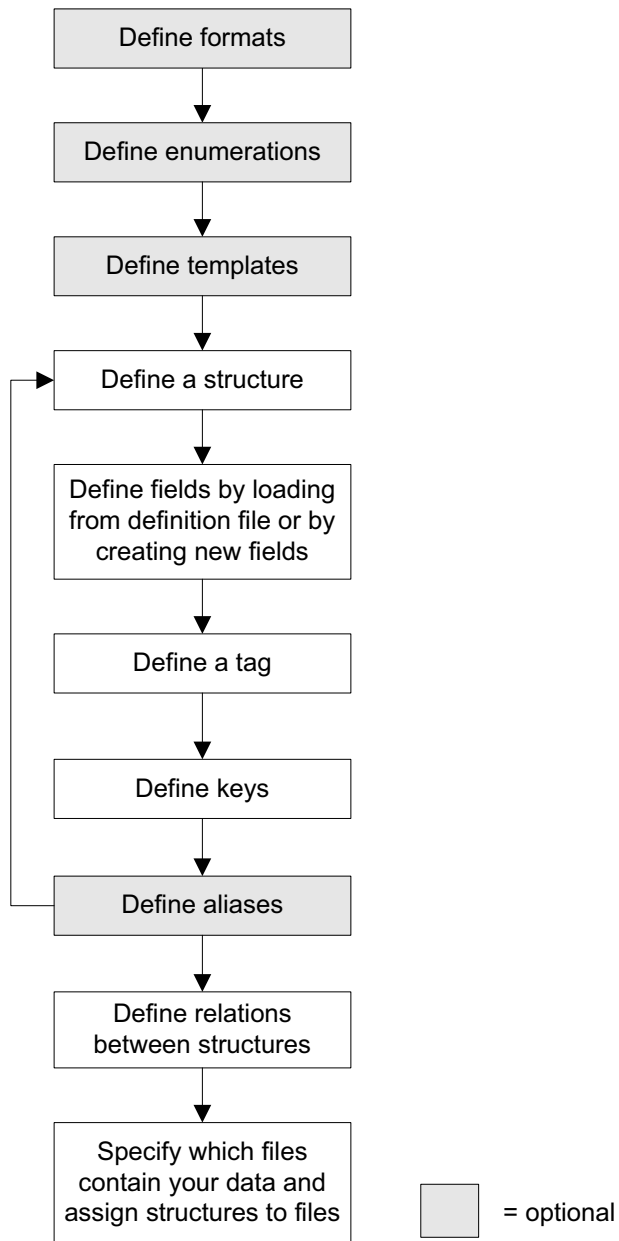 Define formats
Define enumerations
Define templates
Define a structure
Define fields by loading
from definition file or by
creating new fields
Define a tag
Define keys
Define aliases
Define relations
between structures
Specify which files
contain your data and
assign structures to files
= optional